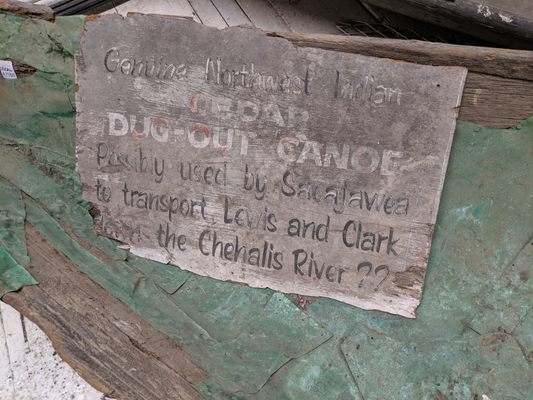 Genuine Northwest Indian
CEDAR
DUG-OUT CANOE
Possibly used by Sacajawea
to transport Lewis and Clark
down the Chehalis River ??